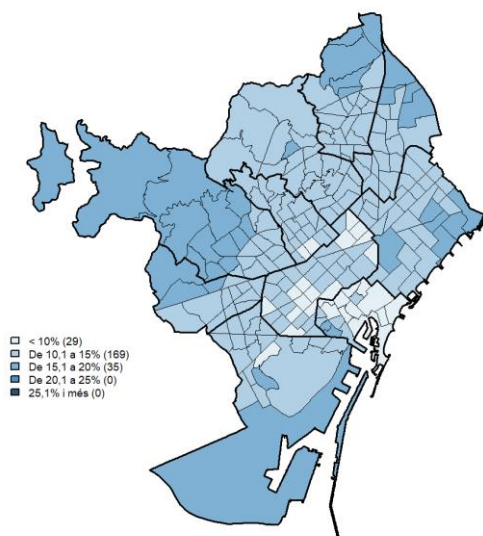 < 10% (29)
De 10,1 a 15% (169)
De 15,1 a 20% (35)
De 20,1 a 25% (0)
25,1% i més (0)